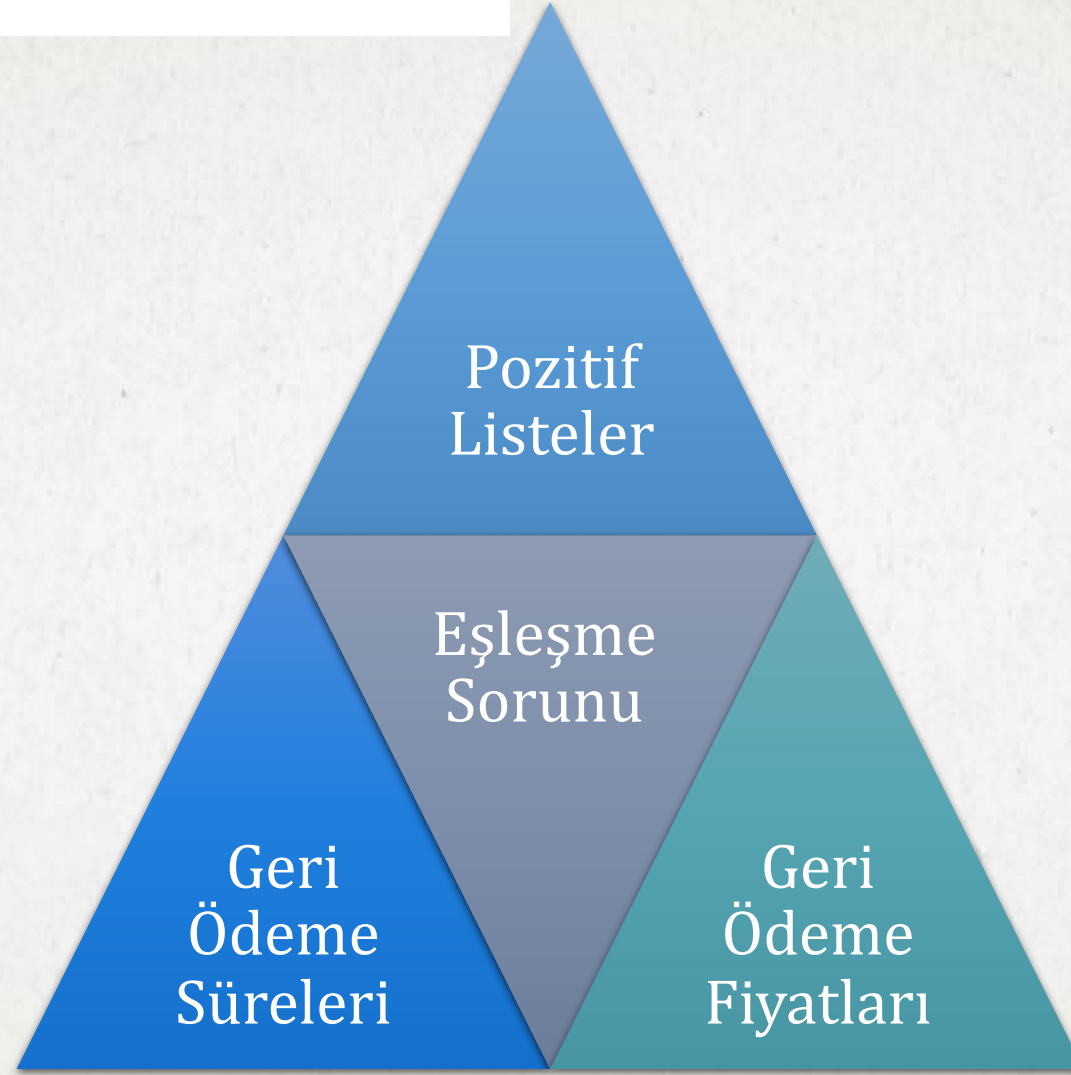 Pozitif
Listeler
Eşleşme
Sorunu
Geri
Ödeme
Süreleri
Geri
Ödeme
Fiyatları